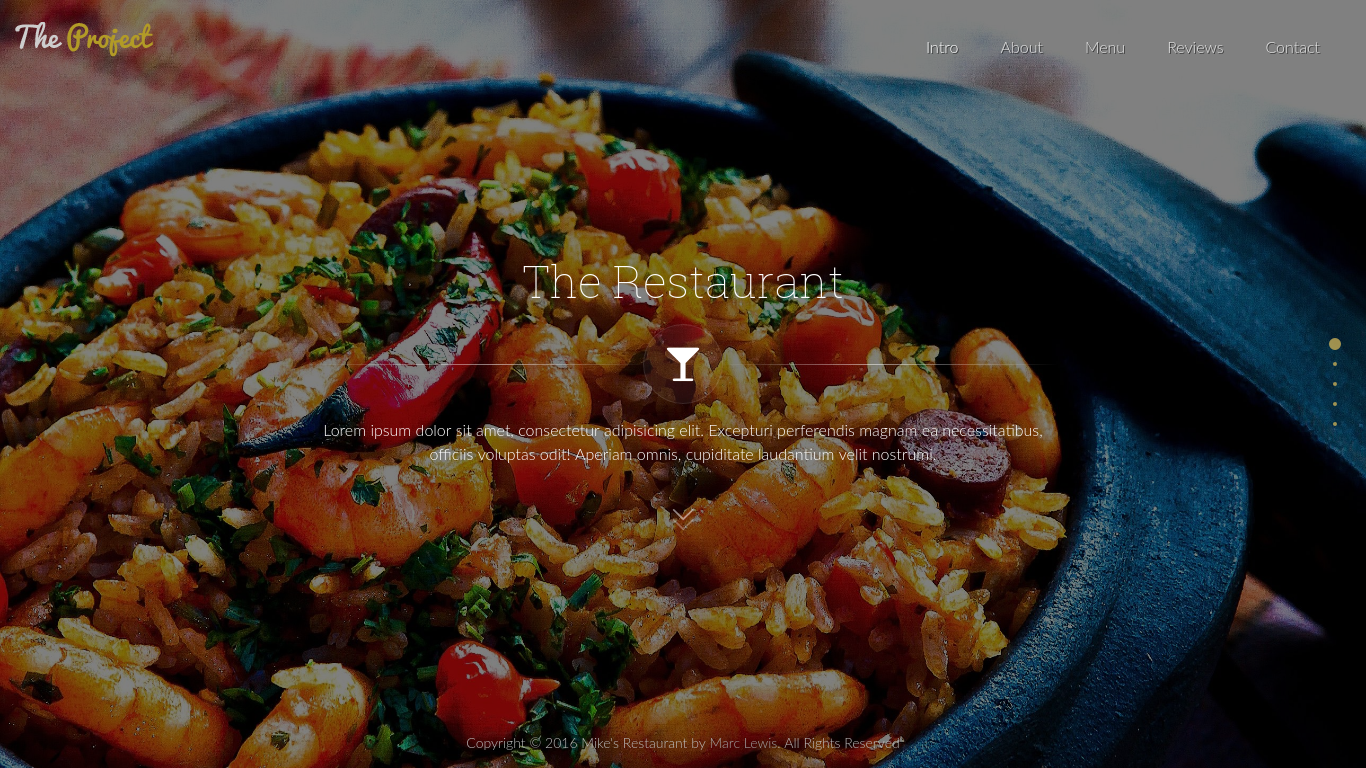 The Project
Intro About Menu Reviews Contact
The Restaurant
Lorem ipsum dolor sit amet, consectetur adipisicing elit. Excepturi perferendis magnam ea necessitatibus,
officiis voluptas odit! Aperiam omnis, cupiditate laudantium velit nostrumi.
Copyright © 2016 Mike's Restaurant by Marc Lewis. All Rights Reserved"